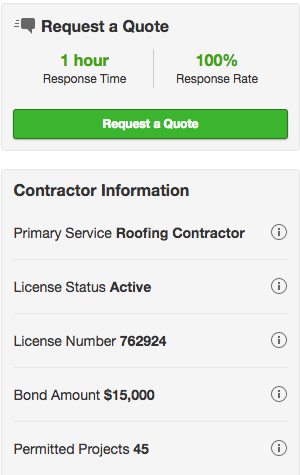 Request a Quote
1 hour 100%
Response Time Response Rate
Request a Quote
Contractor Information
Primary Service Roofing Contractor
License Status Active
License Number 762924
Bond Amount $15,000
Permitted Projects 45